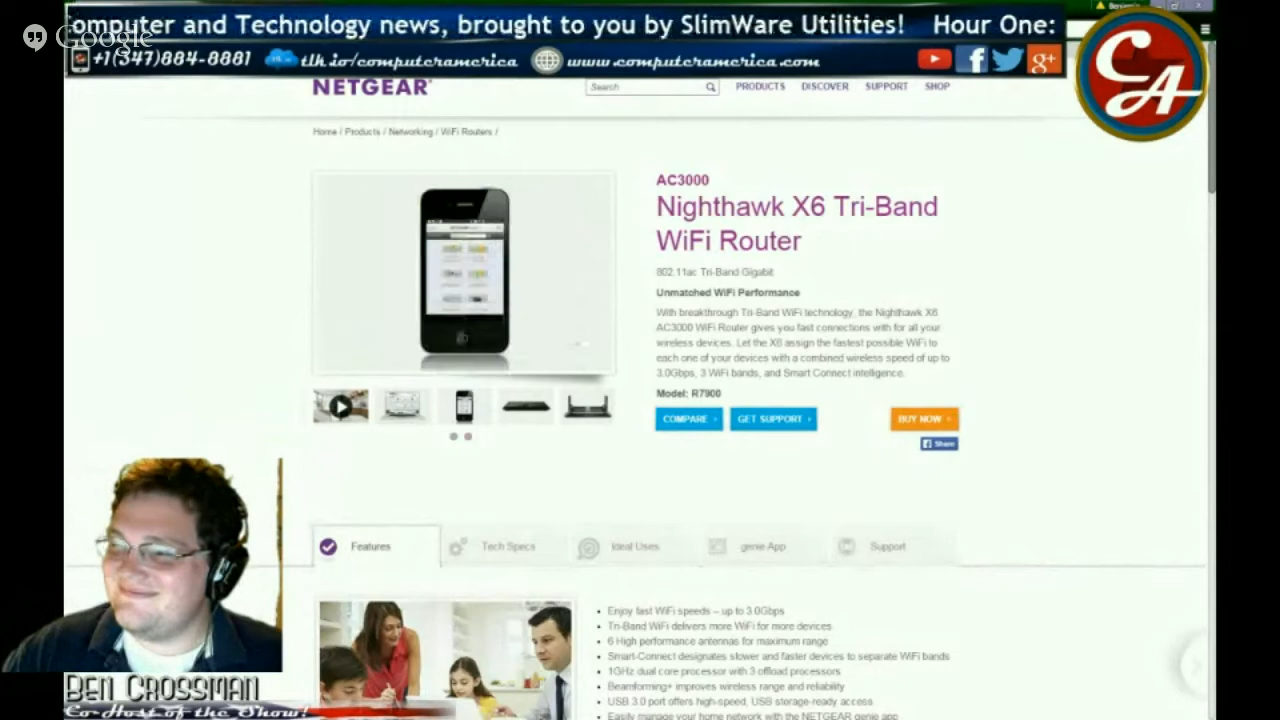 omputer and Technology news, brought to you by SlimWare Utilities! Hour One:
Google
+1(347)884-8881 tlk.io/computeramerica www.computeramerica.com
CA
NETGEAR
Search
PRODUCTS DISCOVER SUPPORT SHOP
Home / Products / Networking / WiFi Routers /
AC3000
Nighthawk X6 Tri-Band
WiFi Router
802.11ac Tri-Band Gigabit
Unmatched WiFi Performance
With breakthrough Tri-Band WiFi technology, the Nighthawk X6
AC3000 WiFi Router gives you fast connections with for all your
wireless devices. Let the X6 assign the fastest possible WiFi to
each one of your devices with a combined wireless speed of up to
3.0Gbps, 3 WiFi bands, and Smart Connect intelligence.
Model: R7900
COMPARE GET SUPPORT BUY NOW
Share
Features Tech Specs Ideal Uses genie App Support
Enjoy fast WiFi speeds – up to 3.0Gbps
Tri-Band WiFi delivers more WiFi for more devices
6 High performance antennas for maximum range
Smart-Connect designates slower and faster devices to separate WiFi bands
1GHz dual core processor with 3 offload processors
Beamforming+ improves wireless range and reliability
USB 3.0 port offers high-speed, USB storage-ready access
Easily manage your home network with the NETGEAR genie app
Ben Crossman
Co-Host of the Show!